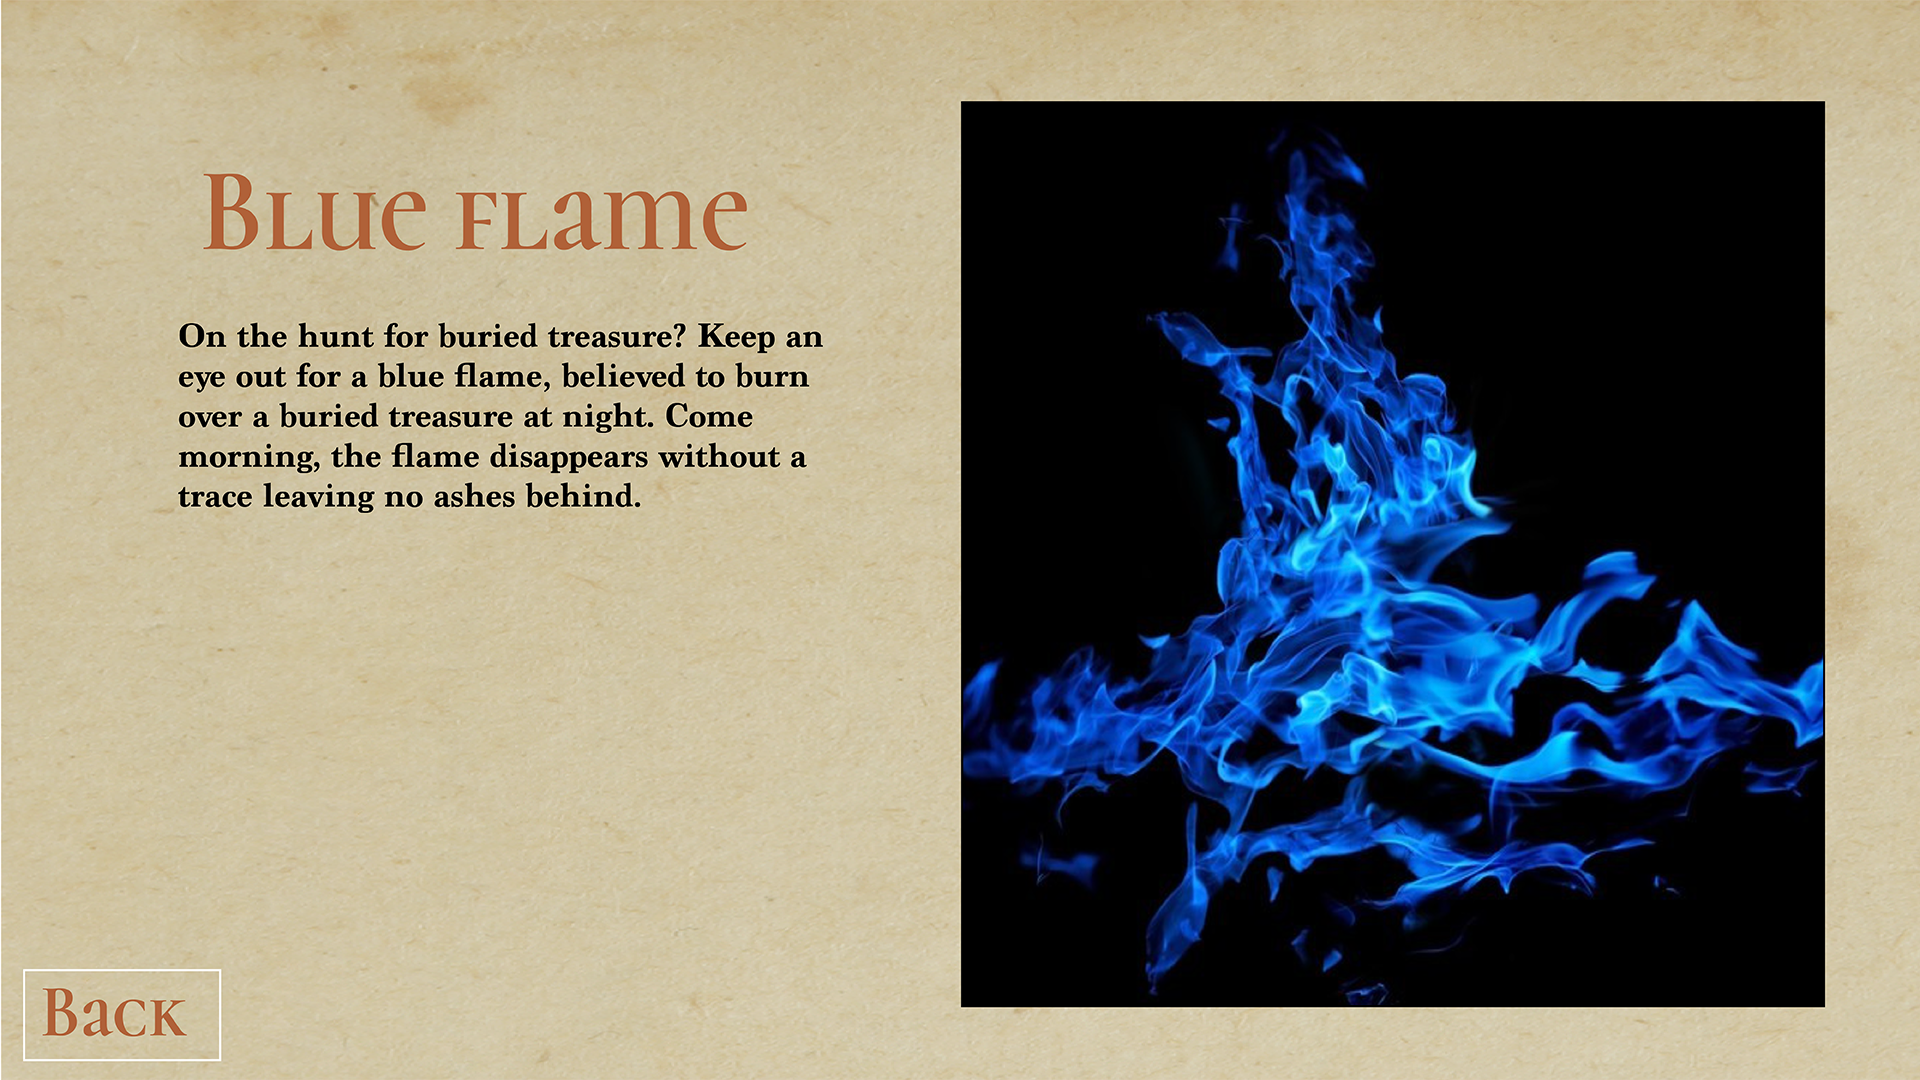 Blue flame
On the hunt for buried treasure? Keep an
eye out for a blue flame, believed to burn
over a buried treasure at night. Come
morning, the flame disappears without a
trace leaving no ashes behind.
Back